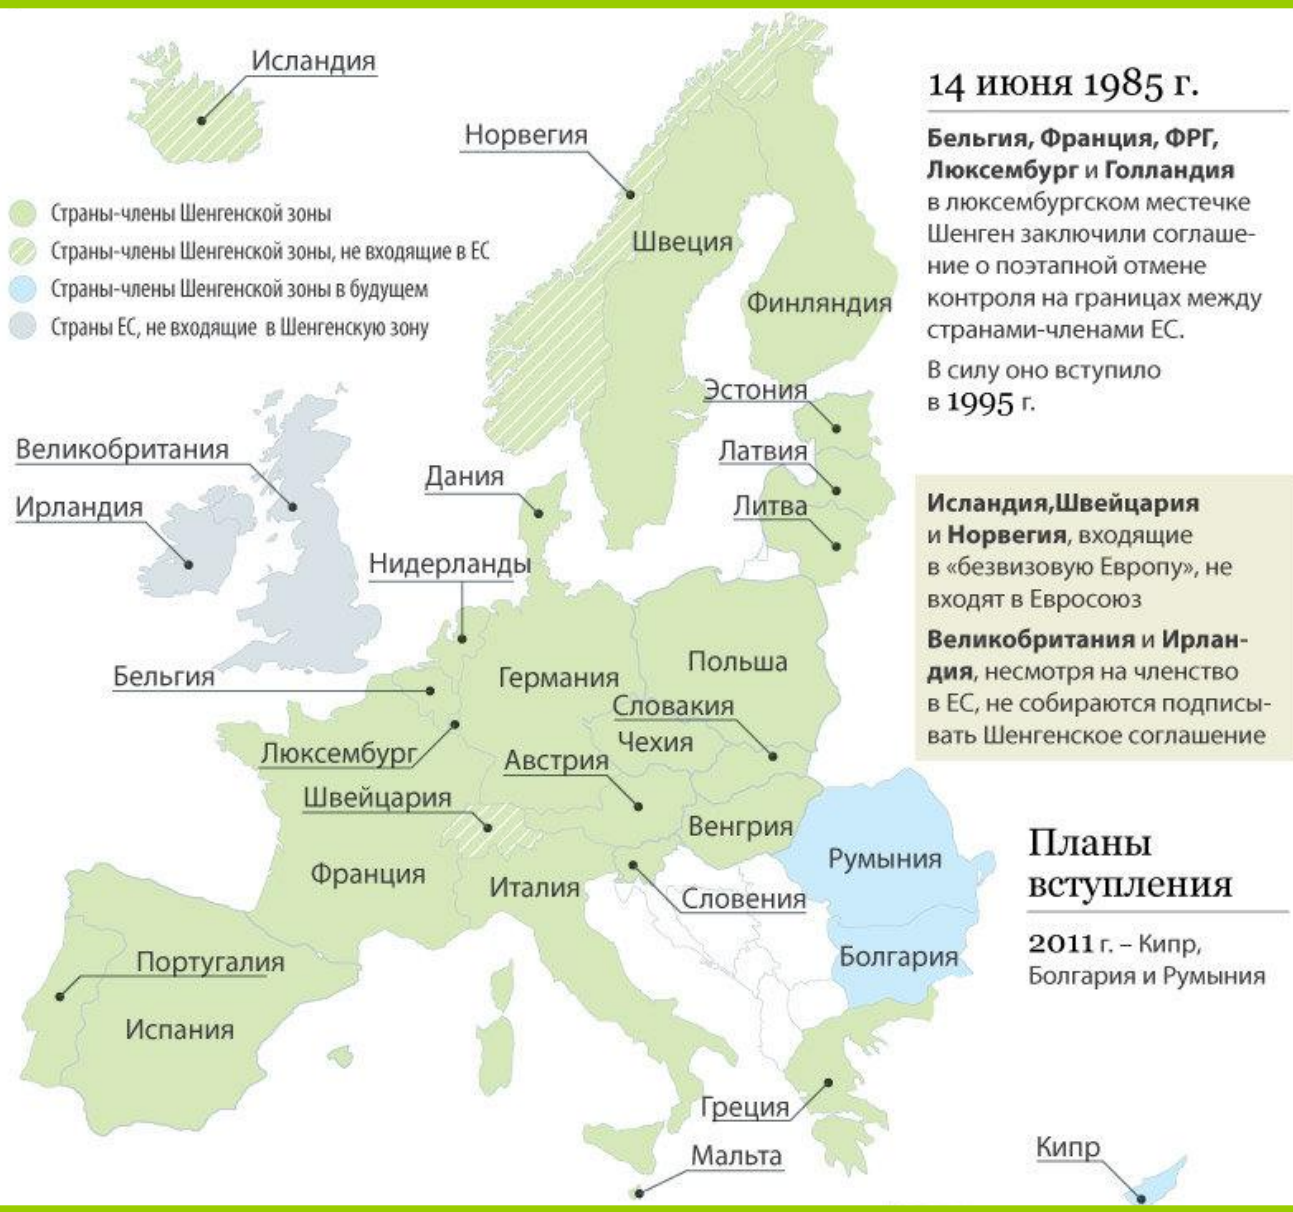 Исландия
Норвегия
Страны-члены Шенгенской зоны
Страны-члены Шенгенской зоны, не входящие в ЕС
Страны-члены Шенгенской зоны в будущем
Страны ЕС, не входящие в Шенгенскую зону
Швеция
Финляндия
Эстония
Латвия
Литва
Великобритания
Ирландия
Дания
Нидерланды
Бельгия
Германия
Польша
Словакия
Чехия
Люксембург
Австрия
Швейцария
Венгрия
Румыния
Франция
Италия
Словения
Болгария
Португалия
Испания
Греция
Мальта
Кипр
14 июня 1985 г.
Бельгия, Франция, ФРГ,
Люксембург и Голландия
в люксембургском местечке
Шенген заключили соглаше-
ние о поэтапной отмене
контроля на границах между
странами-членами ЕС.
В силу оно вступило
в 1995 г.
Исландия,Швейцария
и Норвегия, входящие
в «безвизовую Европу», не
входят в Евросоюз
Великобритания и Ирлан-
дия, несмотря на членство
в ЕС, не собираются подписы-
вать Шенгенское соглашение
Планы
вступления
2011 г. – Кипр,
Болгария и Румыния